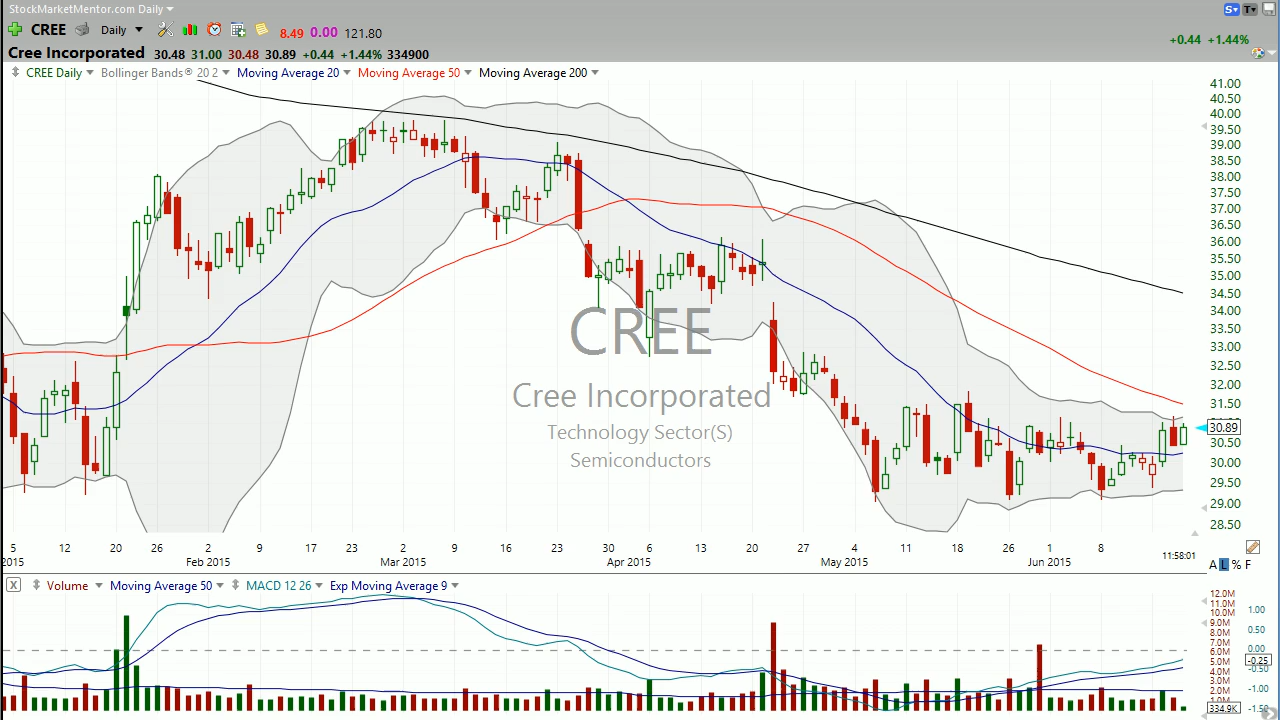 StockMarketMentor.com Daily
S T
CREE Daily 8.49 0.00 121.80
+0.44 +1.44%
Cree Incorporated 30.48 31.00 30.48 30.89 +0.44 +1.44% 334900
CREE Daily Bollinger Bands® 20 2 Moving Average 20 Moving Average 50 Moving Average 200
41.00
40.50
40.00
39.50
39.00
38.50
38.00
37.50
37.00
36.50
36.00
35.50
35.00
34.50
34.00
33.50
33.00
32.50
32.00
31.50
30.89
30.50
30.00
29.50
29.00
28.50
CREE
Cree Incorporated
Technology Sector(S)
Semiconductors
5 12 20 26 2 9 17 23 2 9 16 23 30 6 13 20 27 4 11 18 26 1 8
2015 Feb 2015 Mar 2015 Apr 2015 May 2015 Jun 2015
11:58:01
A L % F
X Volume Moving Average 50 MACD 12 26 Exp Moving Average 9
12.0M
11.0M
10.0M
9.0M
8.0M
7.0M
6.0M
5.0M
4.0M
3.0M
2.0M
334.9K
1.00
0.50
0.00
-0.25
-0.50
-1.00
-1.50